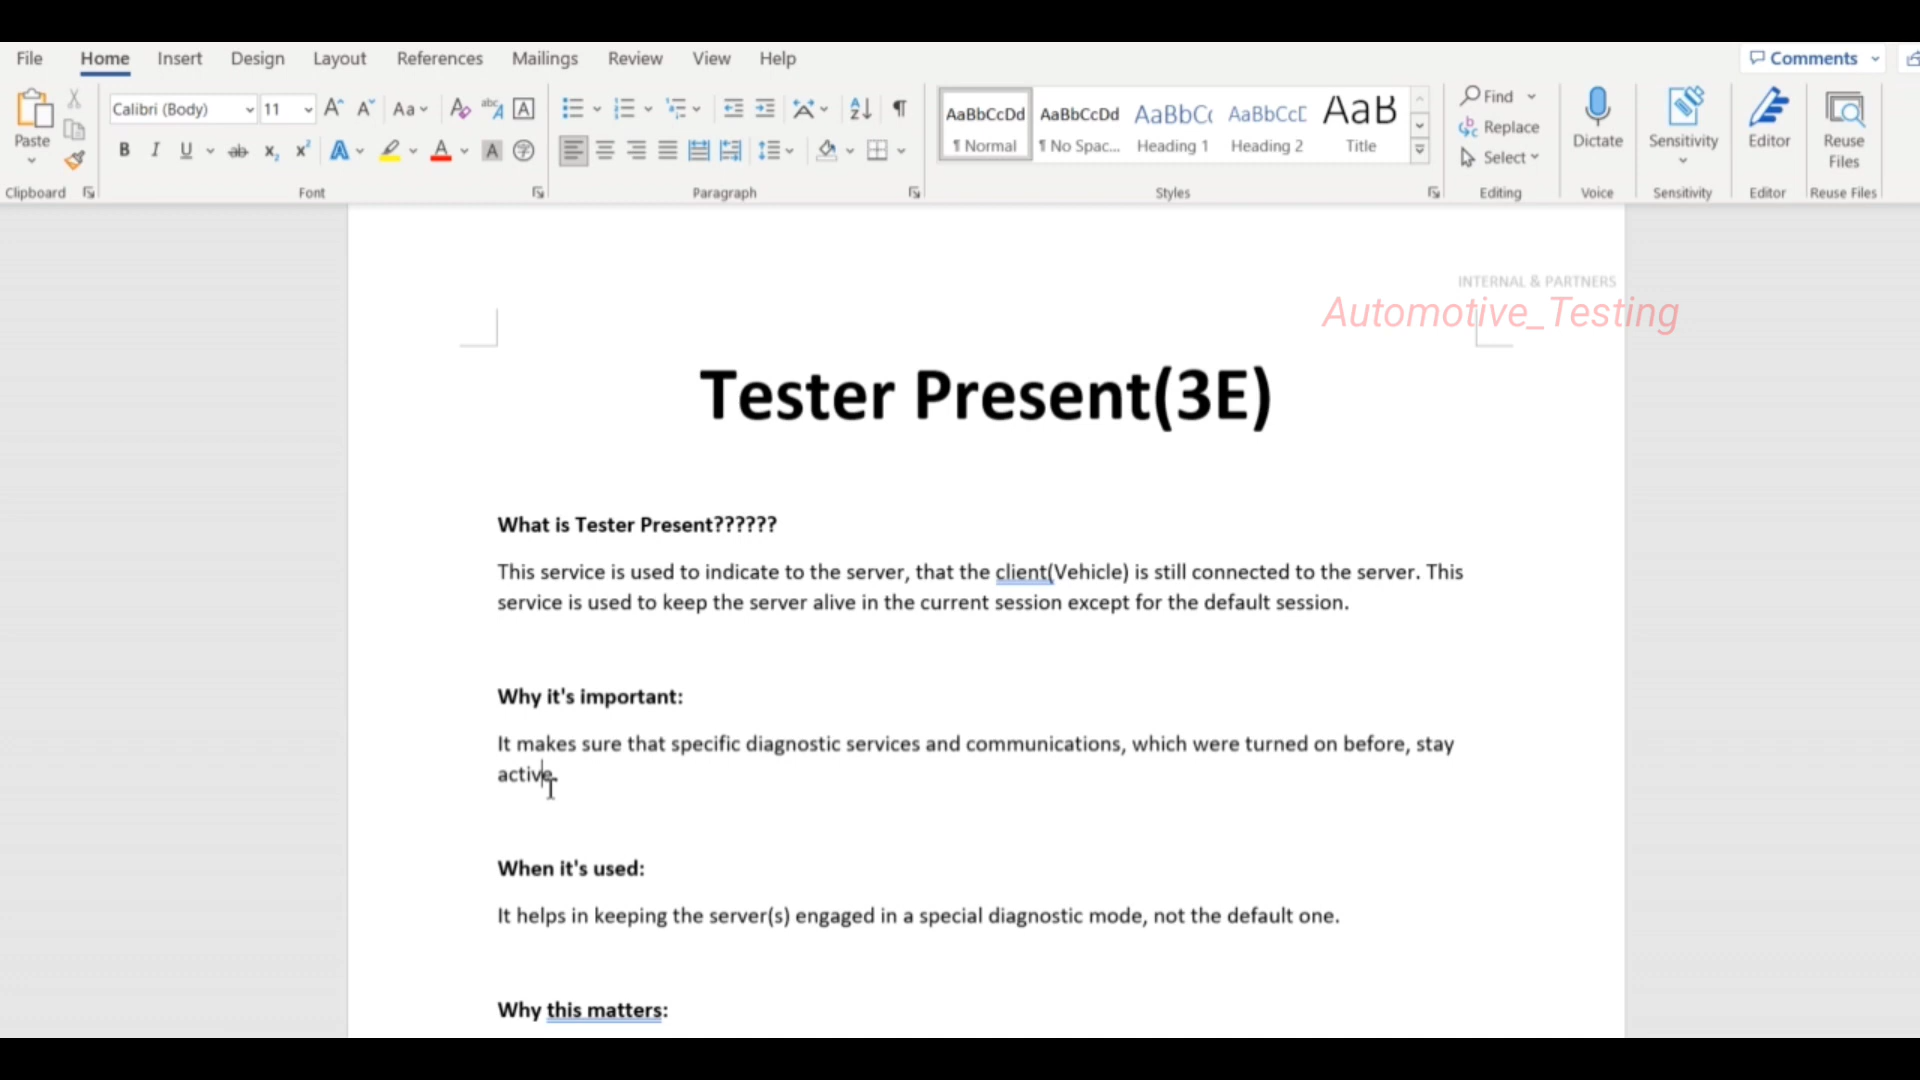 File Home Insert Design Layout References Mailings Review View Help Comments
Calibri (Body) 11 Aa AaBbCcDd AaBbCcDd AaBbC AaBbCcE AaB Find
Paste Replace Dictate Sensitivity Editor Reuse Files
B I U ab ¶ Normal ¶ No Spac... Heading 1 Heading 2 Title Select
Clipboard Font Paragraph Styles Editing Voice Sensitivity Editor Reuse Files
INTERNAL & PARTNERS
Automotive_Testing
Tester Present(3E)
What is Tester Present??????
This service is used to indicate to the server, that the client(Vehicle) is still connected to the server. This
service is used to keep the server alive in the current session except for the default session.
Why it's important:
It makes sure that specific diagnostic services and communications, which were turned on before, stay
active.
When it's used:
It helps in keeping the server(s) engaged in a special diagnostic mode, not the default one.
Why this matters: